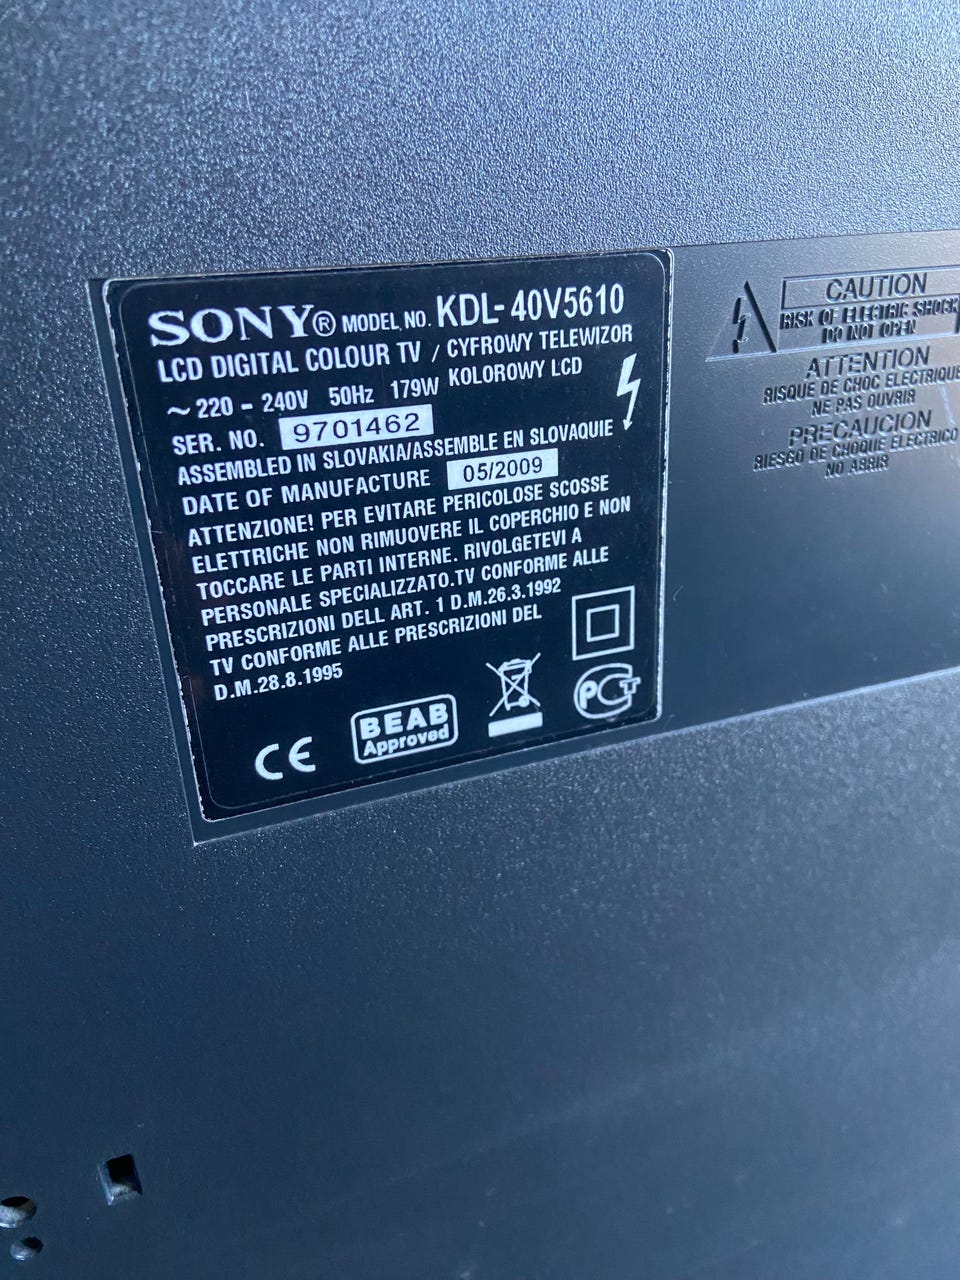 SONY® MODEL NO. KDL-40V5610
LCD DIGITAL COLOUR TV / CYFROWY TELEWIZOR
KOLOROWY LCD
~ 220 - 240V 50Hz 179W
SER. NO. 9701462
ASSEMBLED IN SLOVAKIA/ASSEMBLE EN SLOVAQUIE
DATE OF MANUFACTURE 05/2009
ATTENZIONE! PER EVITARE PERICOLOSE SCOSSE
ELETTRICHE NON RIMUOVERE IL COPERCHIO E NON
TOCCARE LE PARTI INTERNE. RIVOLGETEVI A
PERSONALE SPECIALIZZATO.TV CONFORME ALLE
PRESCRIZIONI DELL ART. 1 D.M.26.3.1992
TV CONFORME ALLE PRESCRIZIONI DEL
D.M.28.8.1995
CE
BEAB
Approved
PCT
CAUTION
RISK OF ELECTRIC SHOCK
DO NOT OPEN
ATTENTION
RISQUE DE CHOC ELECTRIQUE
NE PAS OUVRIR
PRECAUCION
RIESGO DE CHOQUE ELECTRICO
NO ABRIR